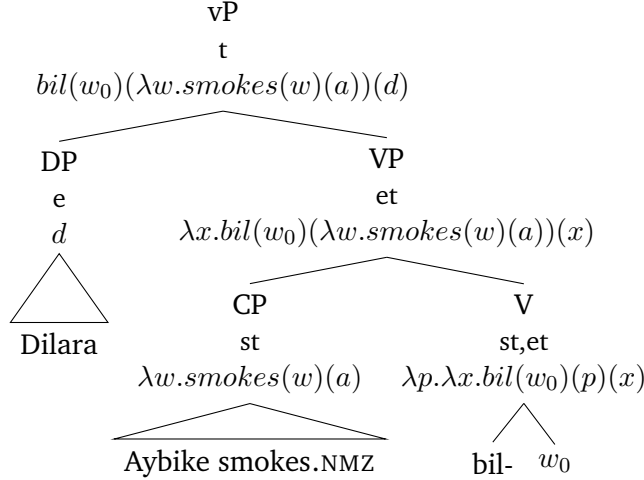 vP
t
bil(w₀)(λw.smokes(w)(a))(d)
DP VP
e et
d λx.bil(w₀)(λw.smokes(w)(a))(x)
CP V
Dilara st st,et
λw.smokes(w)(a) λp.λx.bil(w₀)(p)(x)
Aybike smokes.NMZ bil- w₀